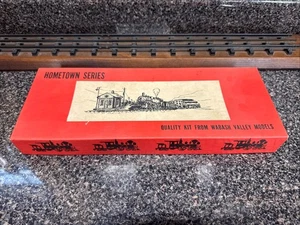 HOMETOWN SERIES
QUALITY KIT FROM WABASH VALLEY MODELS